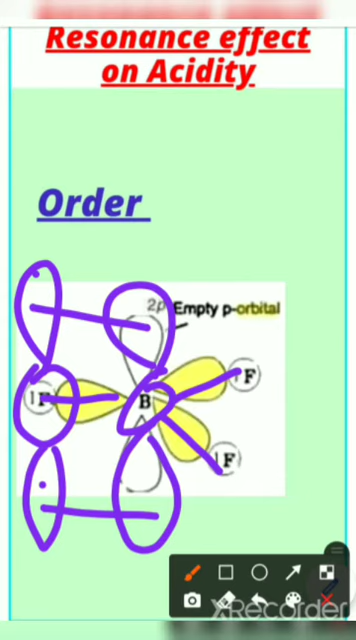 Resonance effect
on Acidity
Order
2p Empty p-orbital
F
F
B
F
XRecorder